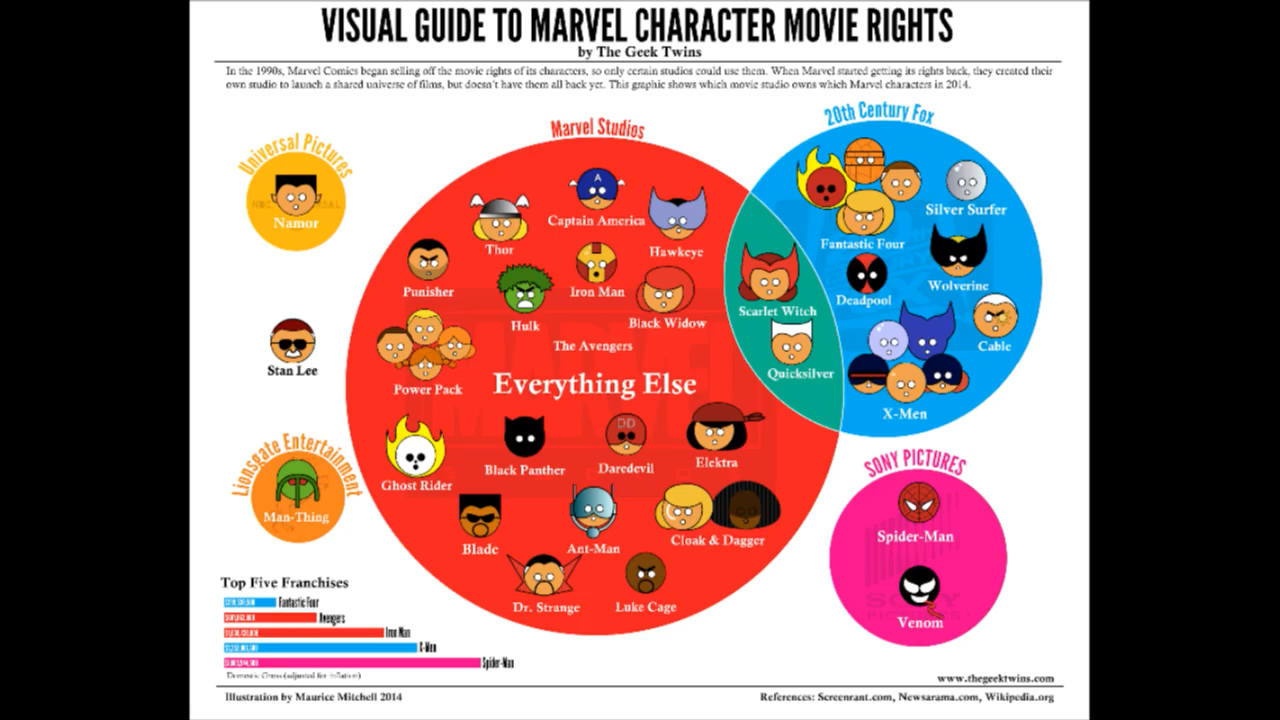 VISUAL GUIDE TO MARVEL CHARACTER MOVIE RIGHTS
by The Geek Twins
In the 1990s, Marvel Comics began selling off the movie rights of its characters, so only certain studios could use them. When Marvel started getting its rights back, they created their
own studio to launch a shared universe of films, but doesn't have them all back yet. This graphic shows which movie studio owns which Marvel characters in 2014.
Universal Pictures
Namor
Stan Lee
Lionsgate Entertainment
Man-Thing
Marvel Studios
A
Captain America
Thor
Hawkeye
Punisher
Iron Man
Hulk
Black Widow
The Avengers
Power Pack
Everything Else
MARVEL
Ghost Rider
Black Panther
DD
Daredevil
Elektra
Blade
Ant-Man
Cloak & Dagger
Dr. Strange
Luke Cage
Scarlet Witch
Quicksilver
20th Century Fox
Silver Surfer
Fantastic Four
Wolverine
Deadpool
Cable
X-Men
SONY PICTURES
Spider-Man
SONY
PICTURES
Venom
Top Five Franchises
Fantastic Four
Avengers
Iron Man
X-Men
Spider-Man
Domestic Gross (adjusted for inflation)
www.thegeektwins.com
Illustration by Maurice Mitchell 2014
References: Screenrant.com, Newsarama.com, Wikipedia.org